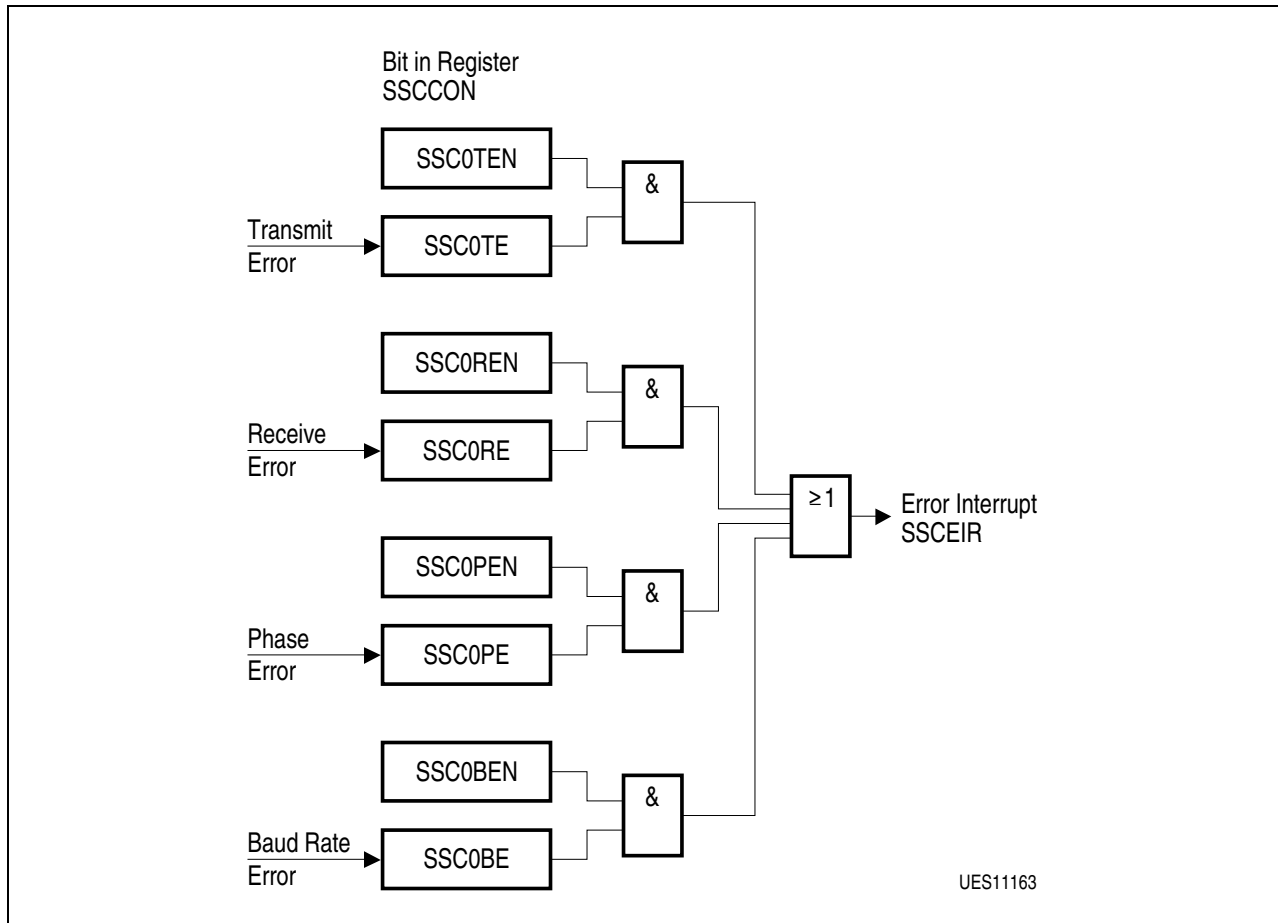 Bit in Register
SSCCON
SSC0TEN
&
Transmit
Error
SSC0TE
SSC0REN
&
Receive
Error
SSC0RE
≥1
Error Interrupt
SSCEIR
SSC0PEN
&
Phase
Error
SSC0PE
SSC0BEN
&
Baud Rate
Error
SSC0BE
UES11163